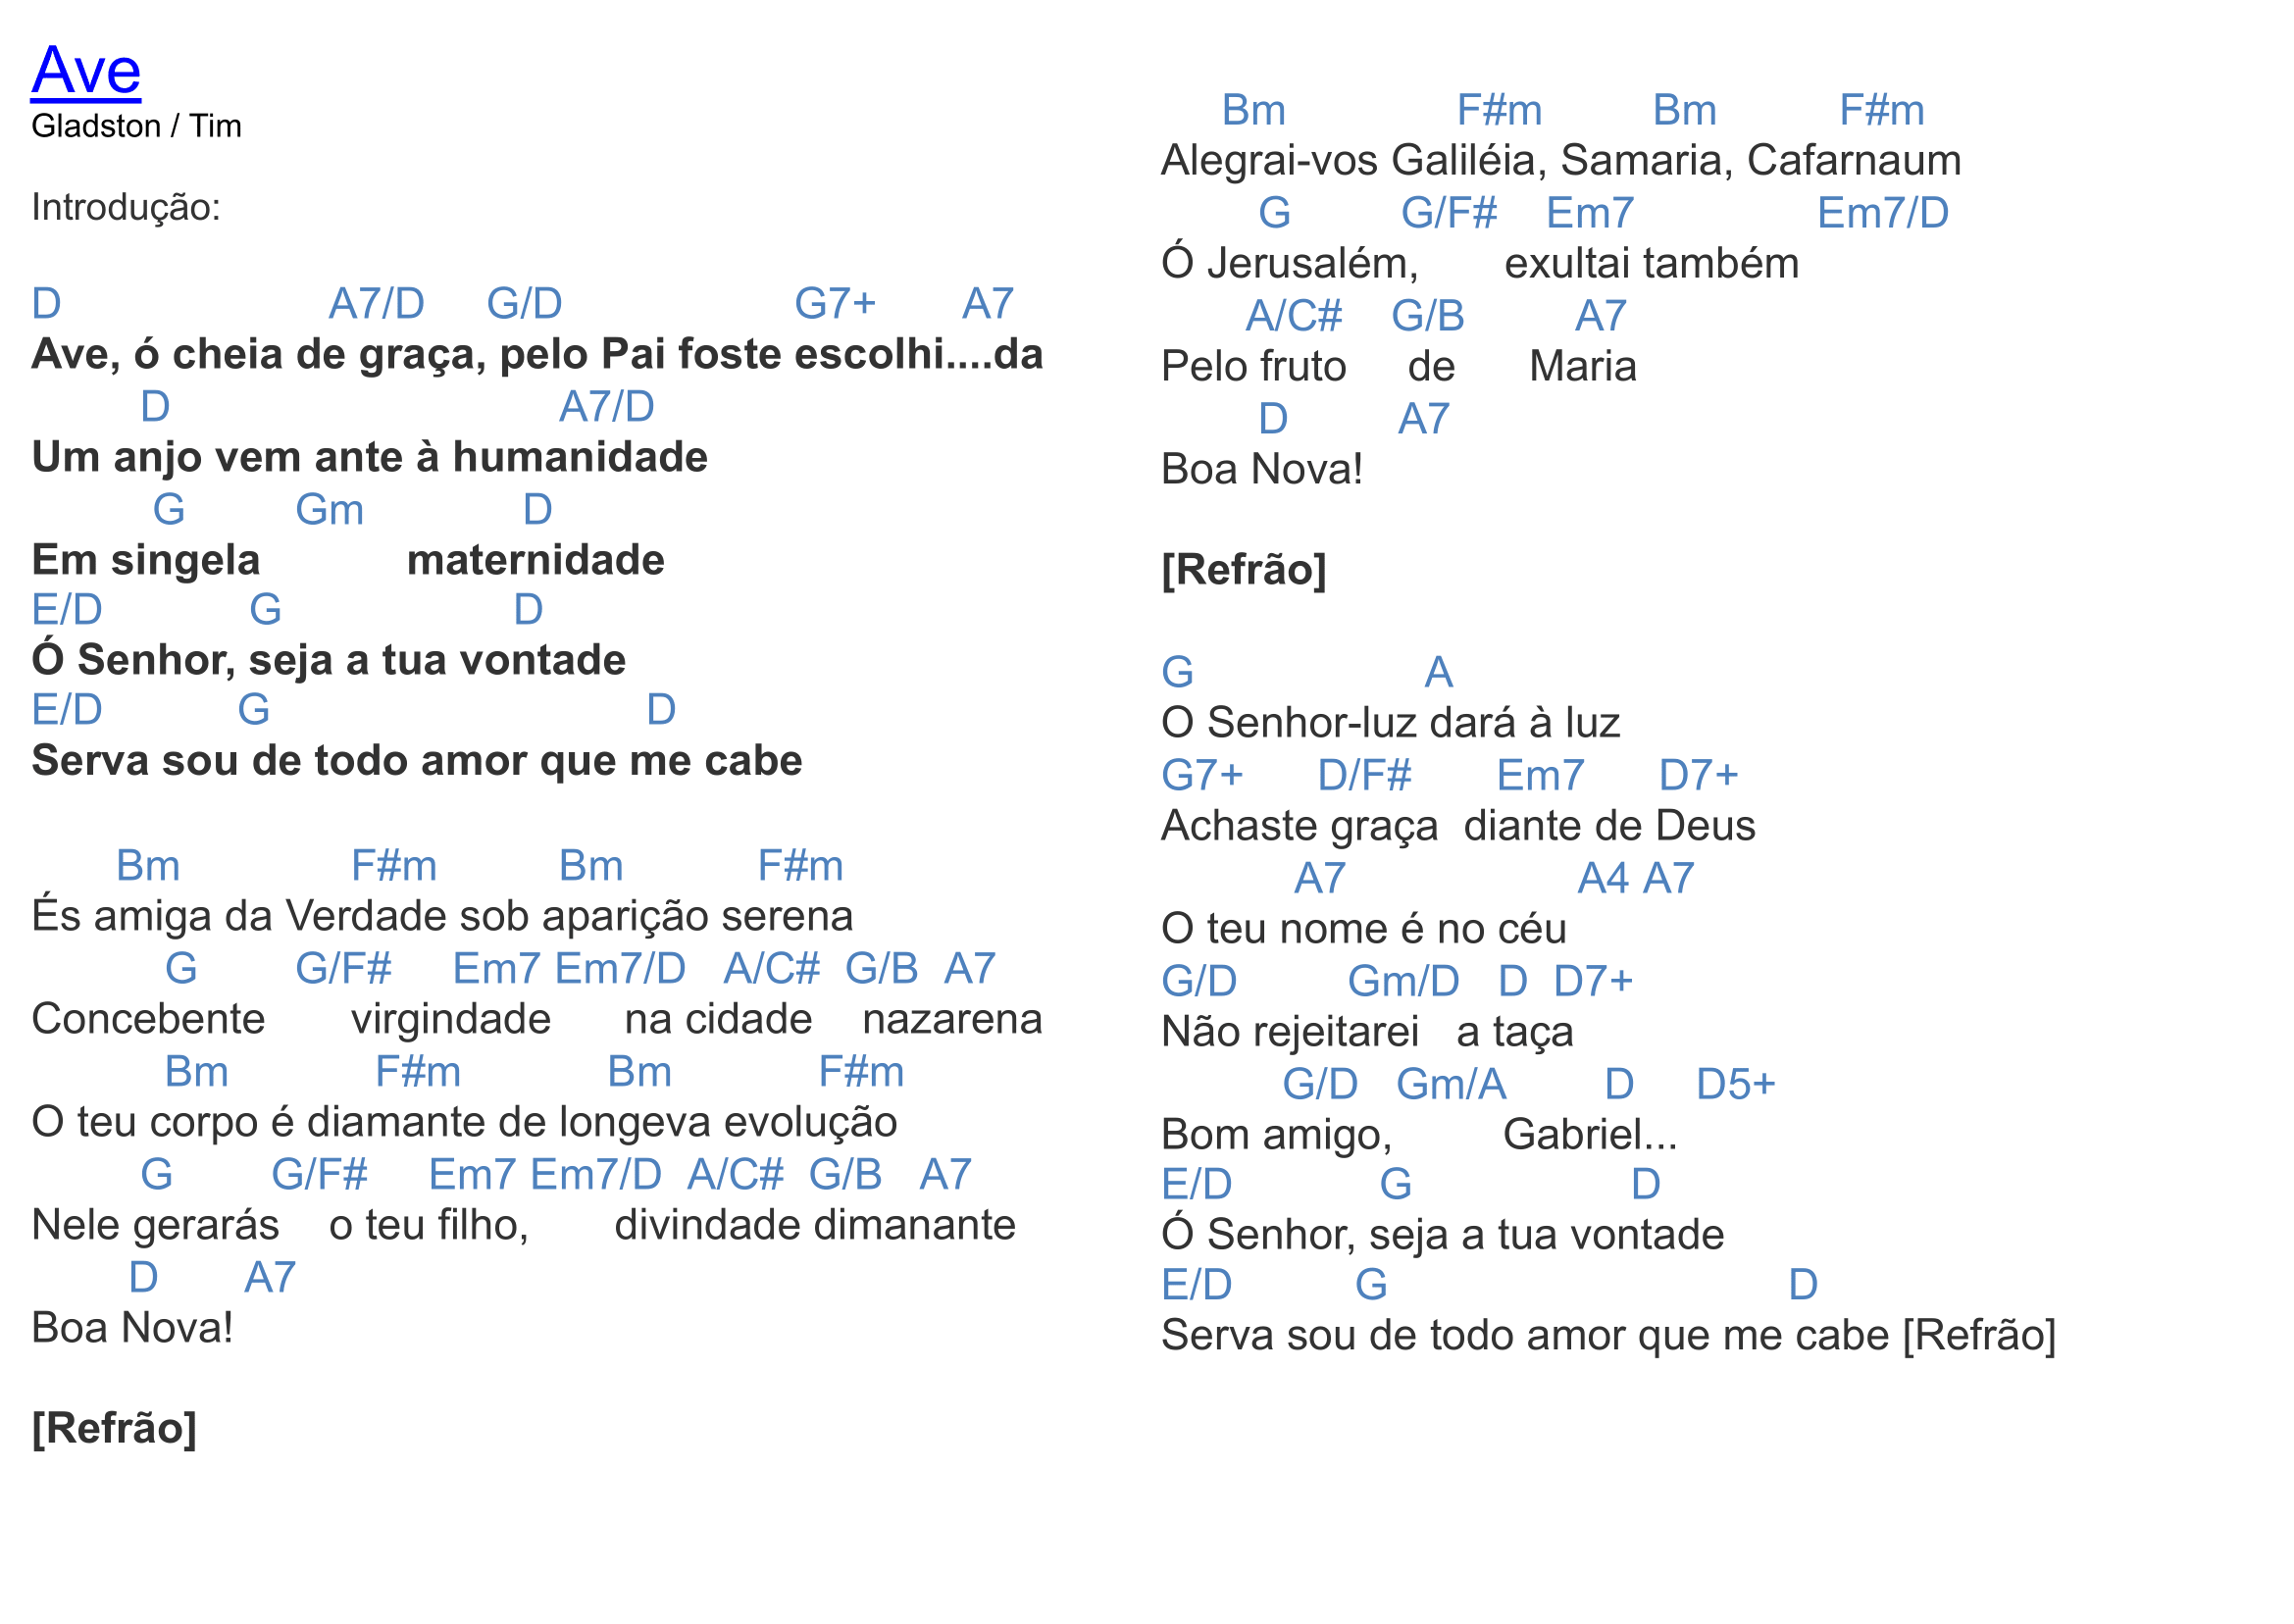 Ave
Gladston / Tim
Introdução:
D A7/D G/D G7+ A7
Ave, ó cheia de graça, pelo Pai foste escolhi....da
D A7/D
Um anjo vem ante à humanidade
G Gm D
Em singela maternidade
E/D G D
Ó Senhor, seja a tua vontade
E/D G D
Serva sou de todo amor que me cabe
Bm F#m Bm F#m
És amiga da Verdade sob aparição serena
G G/F# Em7 Em7/D A/C# G/B A7
Concebente virgindade na cidade nazarena
Bm F#m Bm F#m
O teu corpo é diamante de longeva evolução
G G/F# Em7 Em7/D A/C# G/B A7
Nele gerarás o teu filho, divindade dimanante
D A7
Boa Nova!
[Refrão]
Bm F#m Bm F#m
Alegrai-vos Galiléia, Samaria, Cafarnaum
G G/F# Em7 Em7/D
Ó Jerusalém, exultai também
A/C# G/B A7
Pelo fruto de Maria
D A7
Boa Nova!
[Refrão]
G A
O Senhor-luz dará à luz
G7+ D/F# Em7 D7+
Achaste graça diante de Deus
A7 A4 A7
O teu nome é no céu
G/D Gm/D D D7+
Não rejeitarei a taça
G/D Gm/A D D5+
Bom amigo, Gabriel...
E/D G D
Ó Senhor, seja a tua vontade
E/D G D
Serva sou de todo amor que me cabe [Refrão]